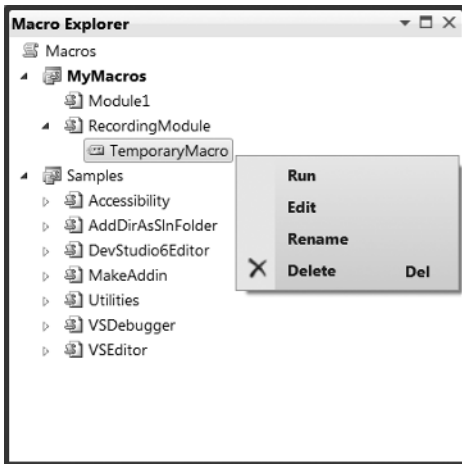 Macro Explorer
Macros
MyMacros
Module1
RecordingModule
TemporaryMacro
Samples
Accessibility
AddDirAsSlnFolder
DevStudio6Editor
MakeAddin
Utilities
VSDebugger
VSEditor
Run
Edit
Rename
Delete Del